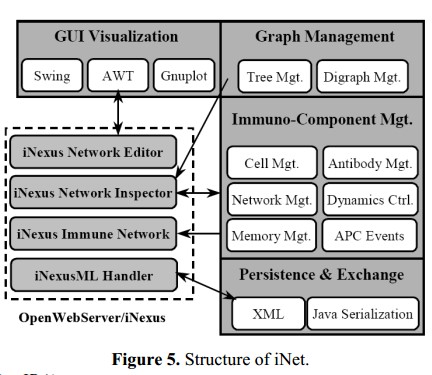 GUI Visualization
Swing AWT Gnuplot
Graph Management
Tree Mgt. Digraph Mgt.
iNexus Network Editor
iNexus Network Inspector
iNexus Immune Network
iNexusML Handler
OpenWebServer/iNexus
Immuno-Component Mgt.
Cell Mgt. Antibody Mgt.
Network Mgt. Dynamics Ctrl.
Memory Mgt. APC Events
Persistence & Exchange
XML Java Serialization
Figure 5. Structure of iNet.